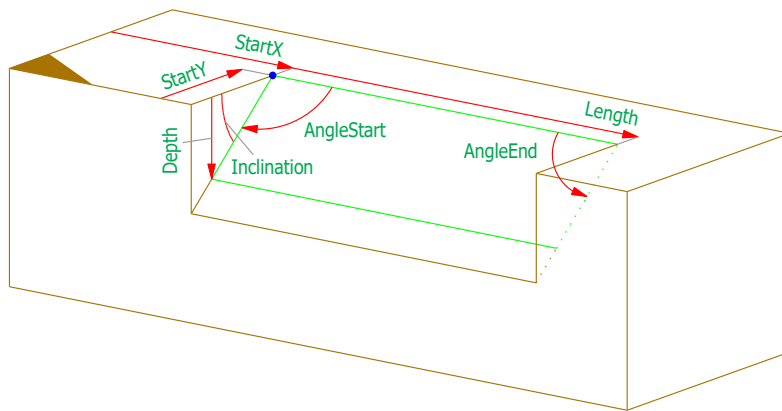 StartX
StartY
Length
AngleStart
AngleEnd
Depth
Inclination